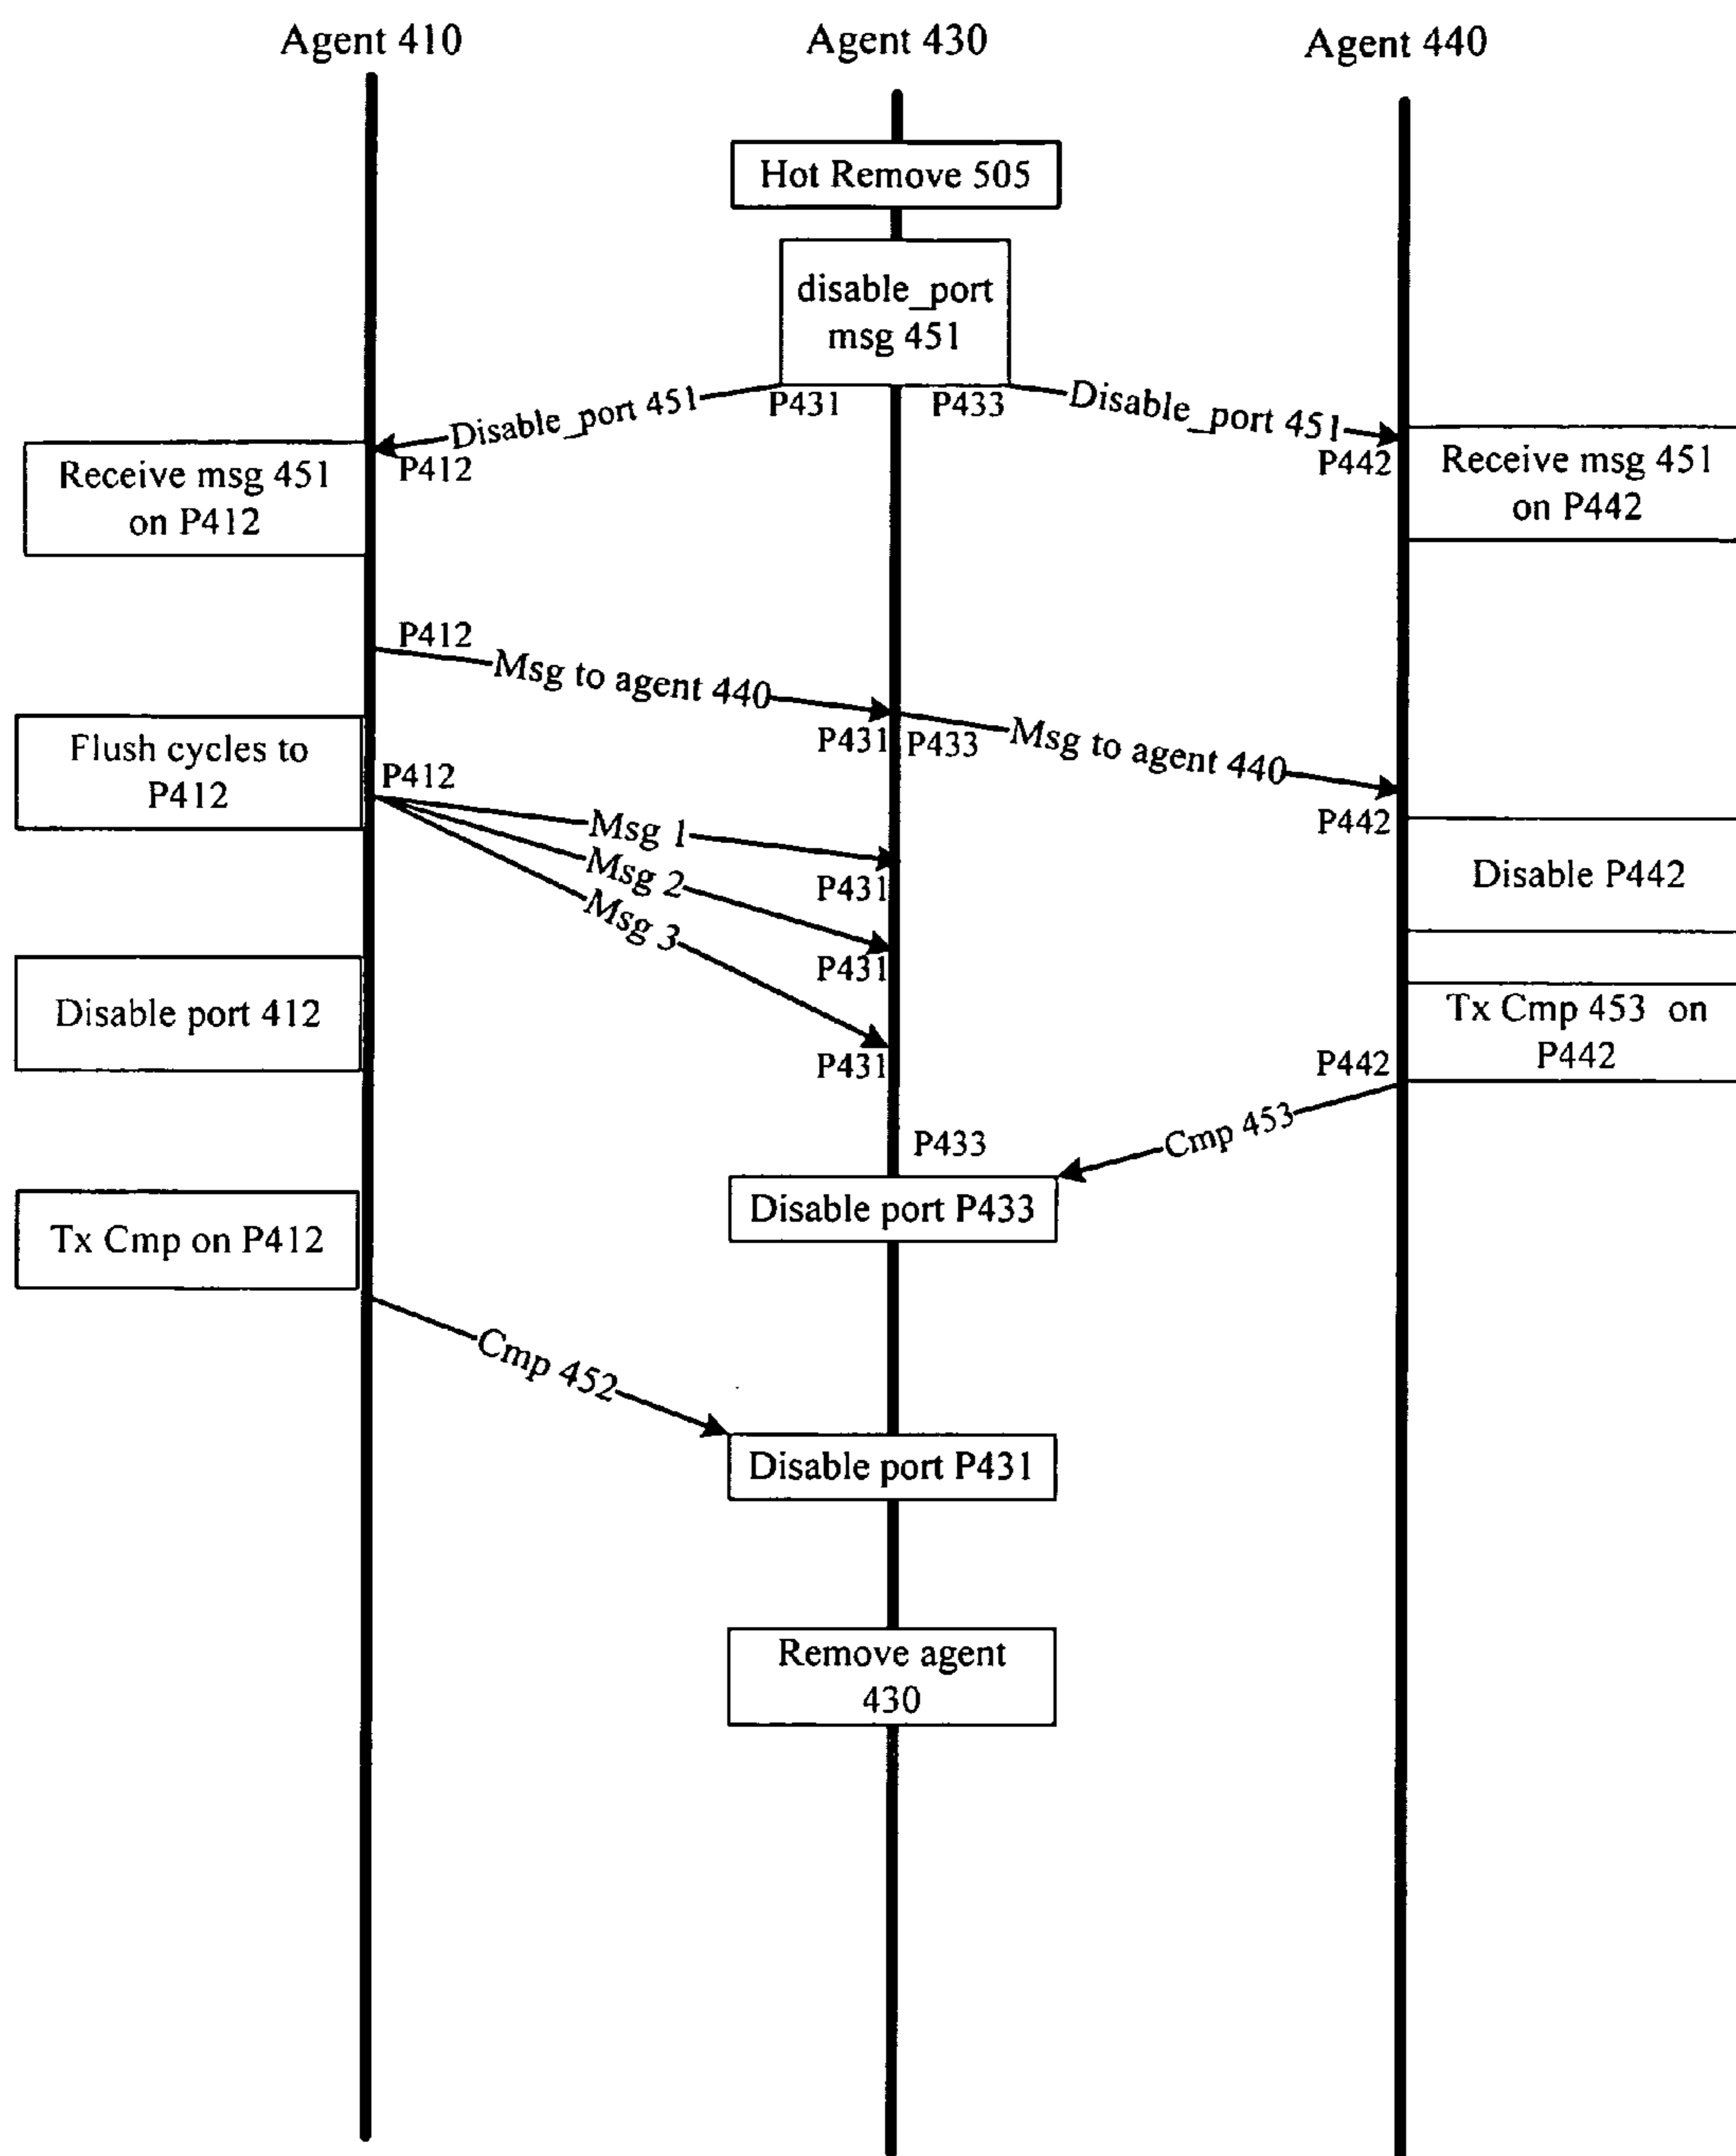 Agent 410
Agent 430
Agent 440
Hot Remove 505
disable_port
msg 451
P431
P433
Disable_port 451
Disable_port 451
P412
P442
Receive msg 451
on P412
Receive msg 451
on P442
P412
Msg to agent 440
P431
P433
Msg to agent 440
P442
Flush cycles to
P412
P412
Msg 1
P431
Msg 2
P431
Msg 3
P431
Disable P442
Disable port 412
Tx Cmp 453 on
P442
P442
Cmp 453
P433
Disable port P433
Tx Cmp on P412
Cmp 452
Disable port P431
Remove agent
430